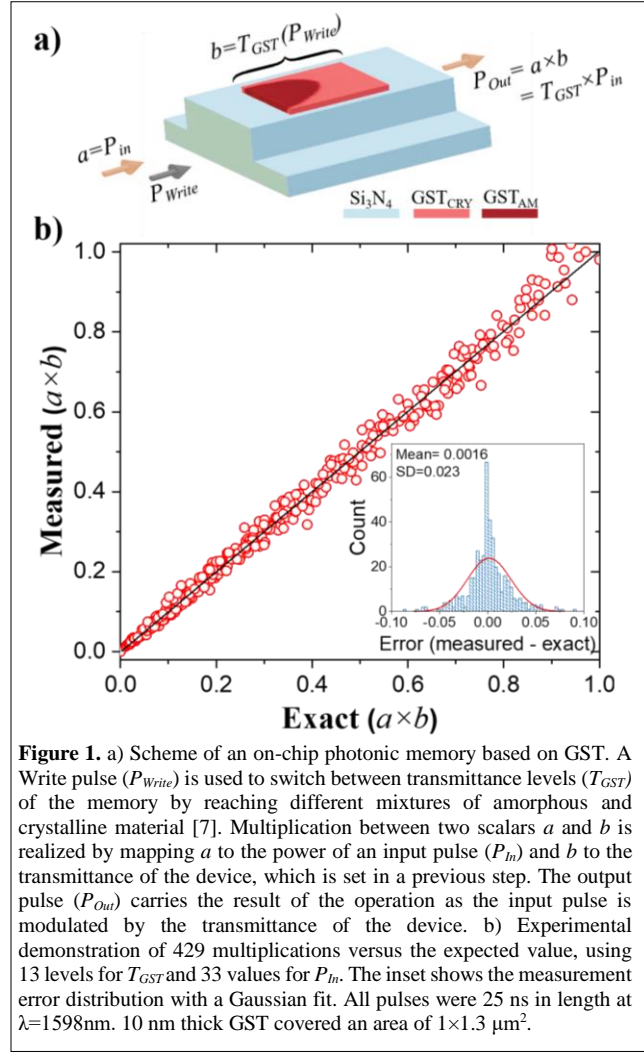 a)
b=T_GST(P_Write)
P_Out= a×b
= T_GST×P_in
a=P_in
P_Write
Si₃N₄ GST_CRY GST_AM
b)
Measured (a×b)
1.0
0.8
0.6
0.4
0.2
0.0
0.0 0.2 0.4 0.6 0.8 1.0
Exact (a×b)
Mean= 0.0016
SD=0.023
Count
60
40
20
0
-0.10 -0.05 0.00 0.05 0.10
Error (measured - exact)
Figure 1. a) Scheme of an on-chip photonic memory based on GST. A
Write pulse (P_Write) is used to switch between transmittance levels (T_GST)
of the memory by reaching different mixtures of amorphous and
crystalline material [7]. Multiplication between two scalars a and b is
realized by mapping a to the power of an input pulse (P_In) and b to the
transmittance of the device, which is set in a previous step. The output
pulse (P_Out) carries the result of the operation as the input pulse is
modulated by the transmittance of the device. b) Experimental
demonstration of 429 multiplications versus the expected value, using
13 levels for T_GST and 33 values for P_In. The inset shows the measurement
error distribution with a Gaussian fit. All pulses were 25 ns in length at
λ=1598nm. 10 nm thick GST covered an area of 1×1.3 μm².